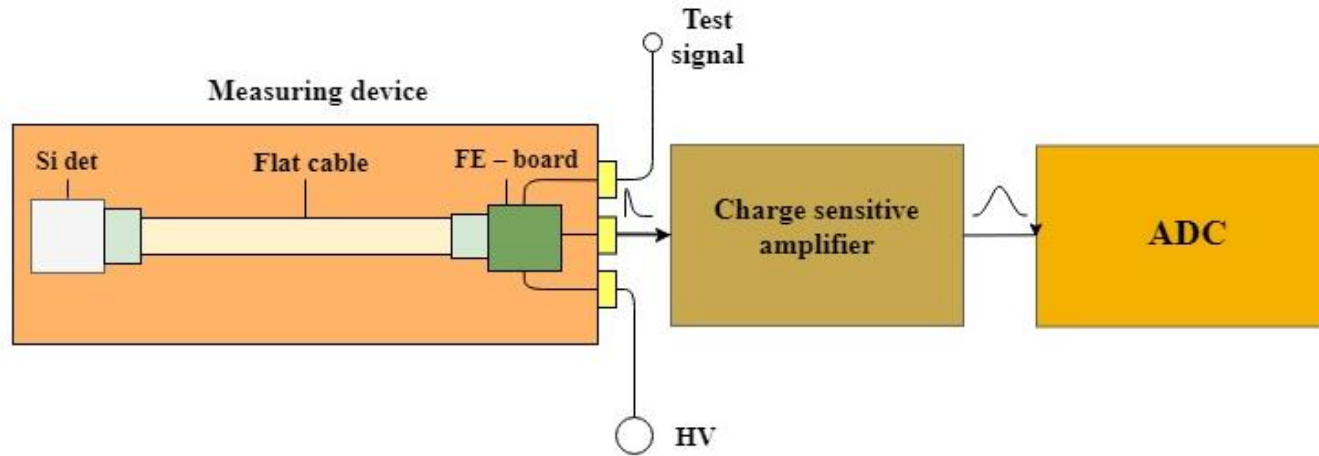 Test
signal
Measuring device
Si det
Flat cable
FE – board
Charge sensitive
amplifier
ADC
HV